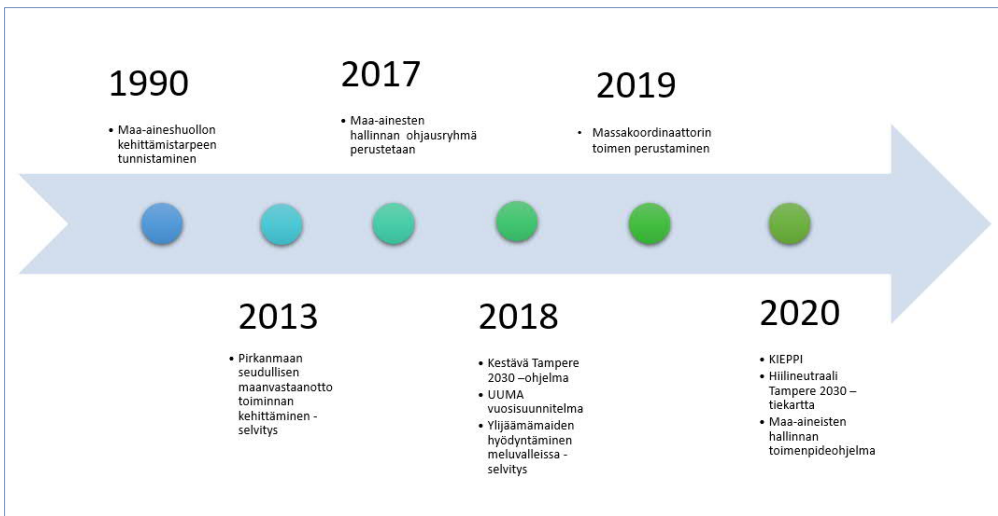 1990
• Maa-aineshuollon
kehittämistarpeen
tunnistaminen
2013
• Pirkanmaan
seudullisen
maanvastaanotto
toiminnan
kehittäminen -
selvitys
2017
• Maa-ainesten
hallinnan ohjausryhmä
perustetaan
2018
• Kestävä Tampere
2030 –ohjelma
• UUMA
vuosisuunnitelma
• Ylijäämämaiden
hyödyntäminen
meluvalleissa -
selvitys
2019
• Massakoordinaattorin
toimen perustaminen
2020
• KIEPPI
• Hiilineutraali
Tampere 2030 –
tiekartta
• Maa-aineisten
hallinnan
toimenpideohjelma